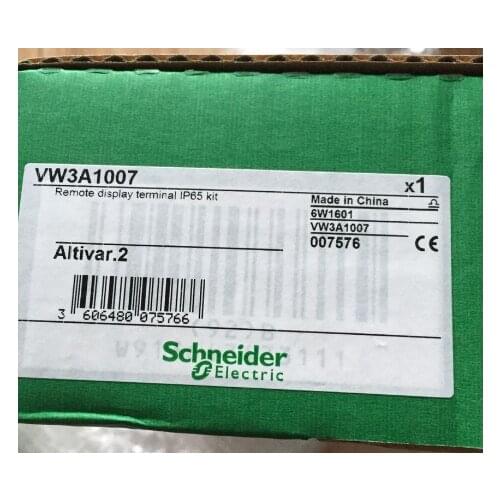 VW3A1007
x1
Remote display terminal IP65 kit
Made in China
6W1601
VW3A1007
007576
CE
Altivar.2
3 606480 075766
Schneider
Electric